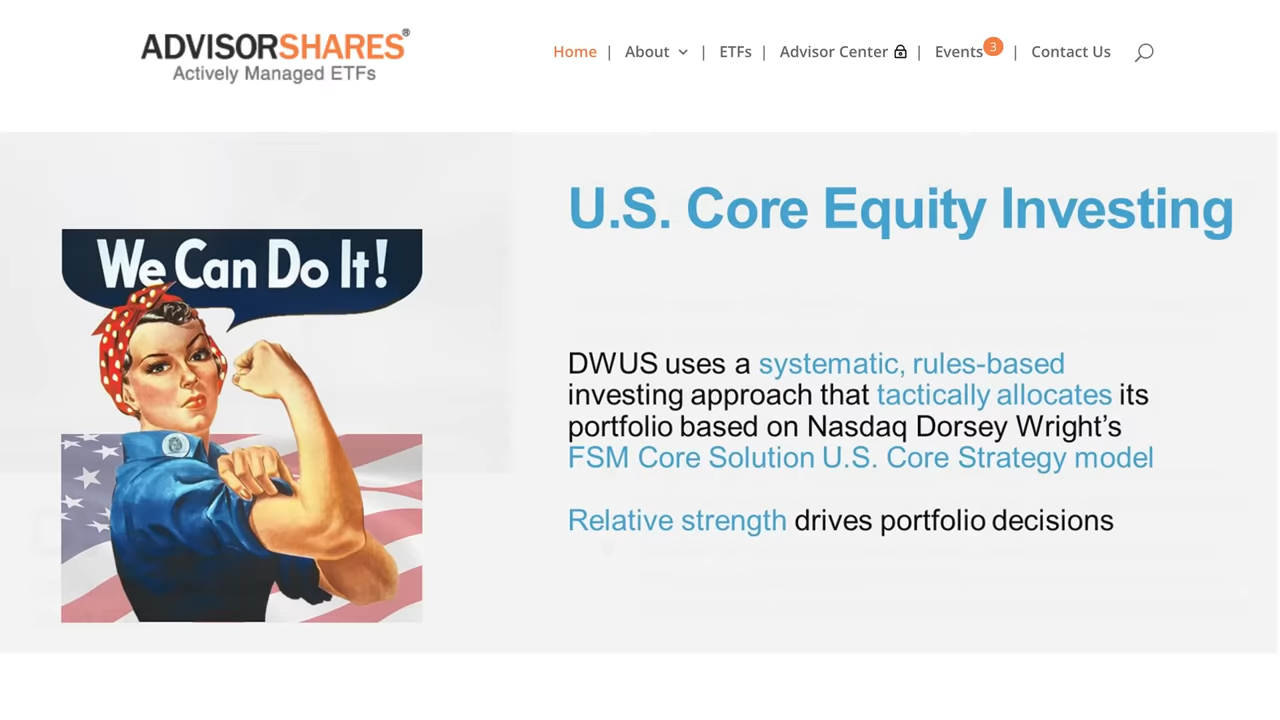 ADVISORSHARES®
Actively Managed ETFs
Home | About | ETFs | Advisor Center | Events 3 | Contact Us
We Can Do It!
U.S. Core Equity Investing
DWUS uses a systematic, rules-based
investing approach that tactically allocates its
portfolio based on Nasdaq Dorsey Wright's
FSM Core Solution U.S. Core Strategy model
Relative strength drives portfolio decisions